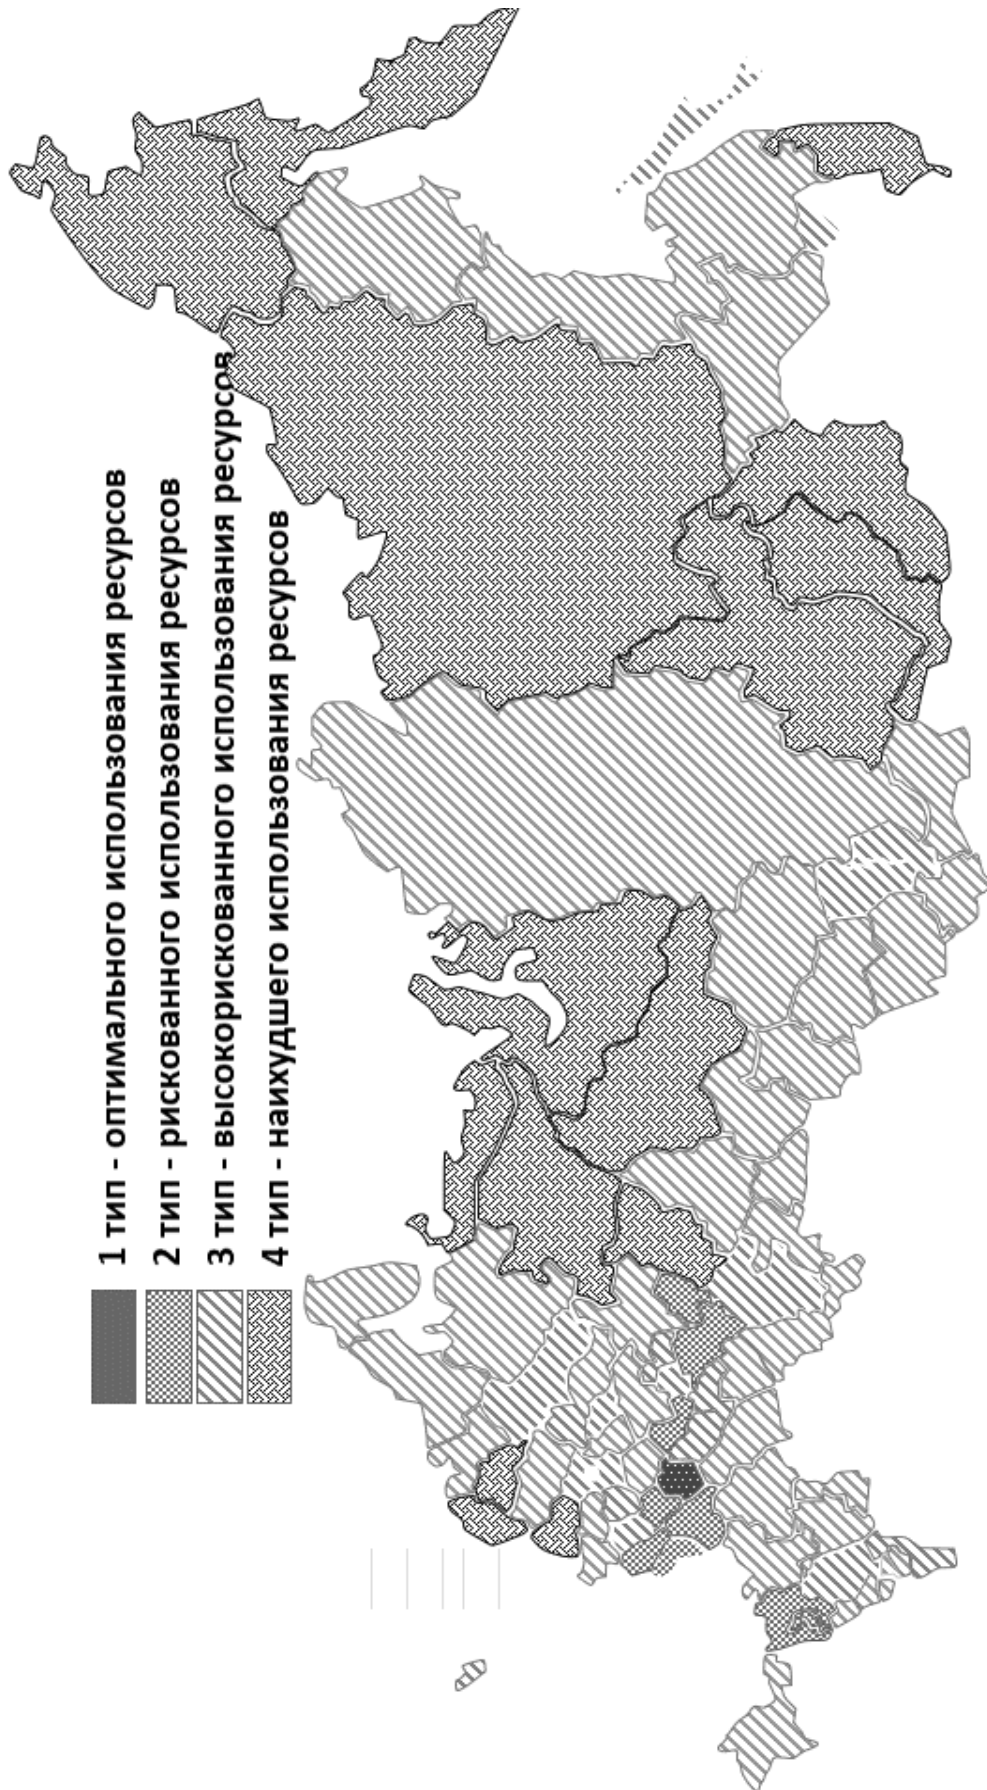 1 тип - оптимального использования ресурсов
2 тип - рискованного использования ресурсов
3 тип - высокорискованного использования ресурсов
4 тип - наихудшего использования ресурсов